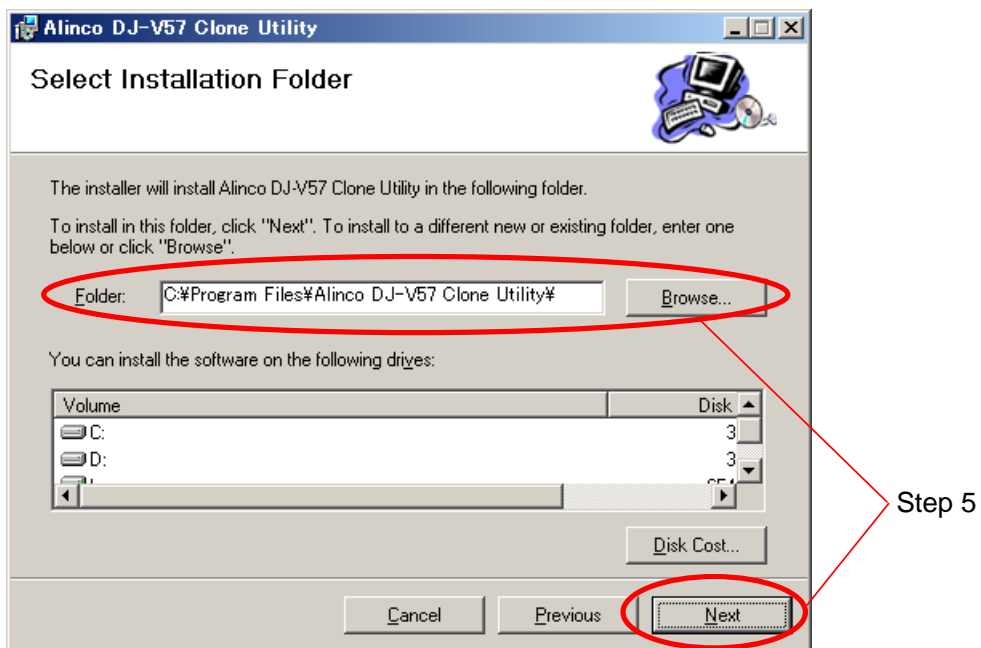 Alinco DJ-V57 Clone Utility
Select Installation Folder
The installer will install Alinco DJ-V57 Clone Utility in the following folder.
To install in this folder, click "Next". To install to a different new or existing folder, enter one
below or click "Browse".
Folder: C:¥Program Files¥Alinco DJ-V57 Clone Utility¥ Browse...
You can install the software on the following drives:
Volume Disk
C: 3
D: 3
Step 5
Disk Cost...
Cancel Previous Next